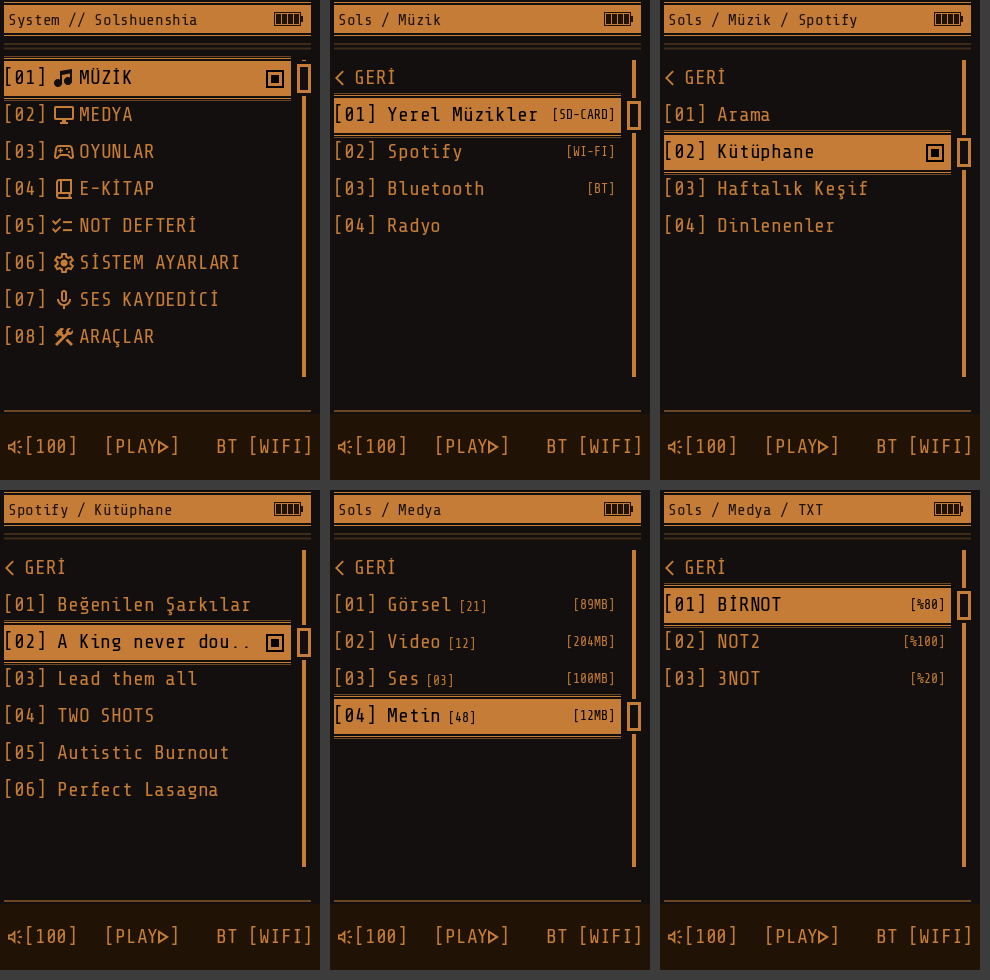 System // Solshuenshia
[01] MÜZİK
[02] MEDYA
[03] OYUNLAR
[04] E-KİTAP
[05] NOT DEFTERİ
[06] SİSTEM AYARLARI
[07] SES KAYDEDİCİ
[08] ARAÇLAR
[100] [PLAY▷] BT [WIFI]
Sols / Müzik
< GERİ
[01] Yerel Müzikler [SD-CARD]
[02] Spotify [WI-FI]
[03] Bluetooth [BT]
[04] Radyo
[100] [PLAY▷] BT [WIFI]
Sols / Müzik / Spotify
< GERİ
[01] Arama
[02] Kütüphane
[03] Haftalık Keşif
[04] Dinlenenler
[100] [PLAY▷] BT [WIFI]
Spotify / Kütüphane
< GERİ
[01] Beğenilen Şarkılar
[02] A King never dou..
[03] Lead them all
[04] TWO SHOTS
[05] Autistic Burnout
[06] Perfect Lasagna
[100] [PLAY▷] BT [WIFI]
Sols / Medya
< GERİ
[01] Görsel [21] [89MB]
[02] Video [12] [204MB]
[03] Ses [03] [100MB]
[04] Metin [48] [12MB]
[100] [PLAY▷] BT [WIFI]
Sols / Medya / TXT
< GERİ
[01] BİRNOT [%80]
[02] NOT2 [%100]
[03] 3NOT [%20]
[100] [PLAY▷] BT [WIFI]